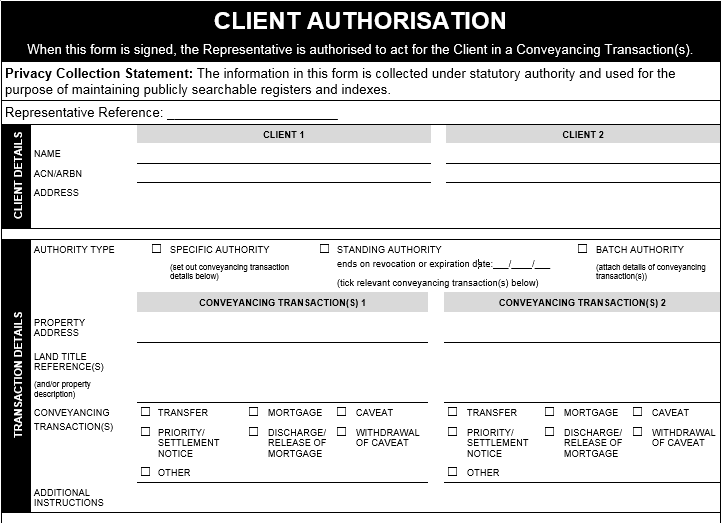 CLIENT AUTHORISATION
When this form is signed, the Representative is authorised to act for the Client in a Conveyancing Transaction(s).
Privacy Collection Statement: The information in this form is collected under statutory authority and used for the
purpose of maintaining publicly searchable registers and indexes.
Representative Reference: ______________________
CLIENT DETAILS
CLIENT 1 CLIENT 2
NAME
ACN/ARBN
ADDRESS
TRANSACTION DETAILS
AUTHORITY TYPE ☐ SPECIFIC AUTHORITY ☐ STANDING AUTHORITY ☐ BATCH AUTHORITY
ends on revocation or expiration date:___/____/___
(set out conveyancing transaction (attach details of conveyancing
details below) (tick relevant conveyancing transaction(s) below) transaction(s))
CONVEYANCING TRANSACTION(S) 1 CONVEYANCING TRANSACTION(S) 2
PROPERTY
ADDRESS
LAND TITLE
REFERENCE(S)
(and/or property
description)
CONVEYANCING ☐ TRANSFER ☐ MORTGAGE ☐ CAVEAT ☐ TRANSFER ☐ MORTGAGE ☐ CAVEAT
TRANSACTION(S) ☐ PRIORITY/ ☐ DISCHARGE/ ☐ WITHDRAWAL ☐ PRIORITY/ ☐ DISCHARGE/ ☐ WITHDRAWAL
SETTLEMENT RELEASE OF OF CAVEAT SETTLEMENT RELEASE OF OF CAVEAT
NOTICE MORTGAGE NOTICE MORTGAGE
☐ OTHER ☐ OTHER
ADDITIONAL
INSTRUCTIONS